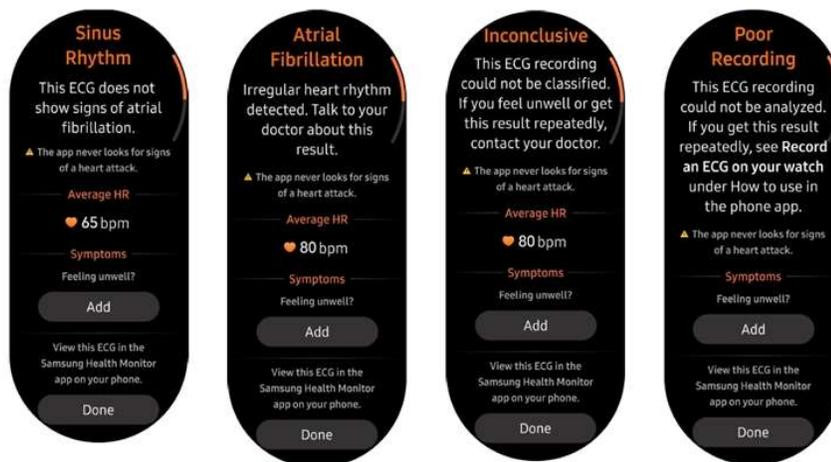 Sinus
Rhythm
This ECG does not
show signs of atrial
fibrillation.
The app never looks for signs
of a heart attack.
Average HR
65 bpm
Symptoms
Feeling unwell?
Add
View this ECG in the
Samsung Health Monitor
app on your phone.
Done
Atrial
Fibrillation
Irregular heart rhythm
detected. Talk to your
doctor about this
result.
The app never looks for signs
of a heart attack.
Average HR
80 bpm
Symptoms
Feeling unwell?
Add
View this ECG in the
Samsung Health Monitor
app on your phone.
Done
Inconclusive
This ECG recording
could not be classified.
If you feel unwell or get
this result repeatedly,
contact your doctor.
The app never looks for signs
of a heart attack.
Average HR
80 bpm
Symptoms
Feeling unwell?
Add
View this ECG in the
Samsung Health Monitor
app on your phone.
Done
Poor
Recording
This ECG recording
could not be analyzed.
If you get this result
repeatedly, see Record
an ECG on your watch
under How to use in
the phone app.
The app never looks for signs
of a heart attack.
Symptoms
Feeling unwell?
Add
View this ECG in the
Samsung Health Monitor
app on your phone.
Done